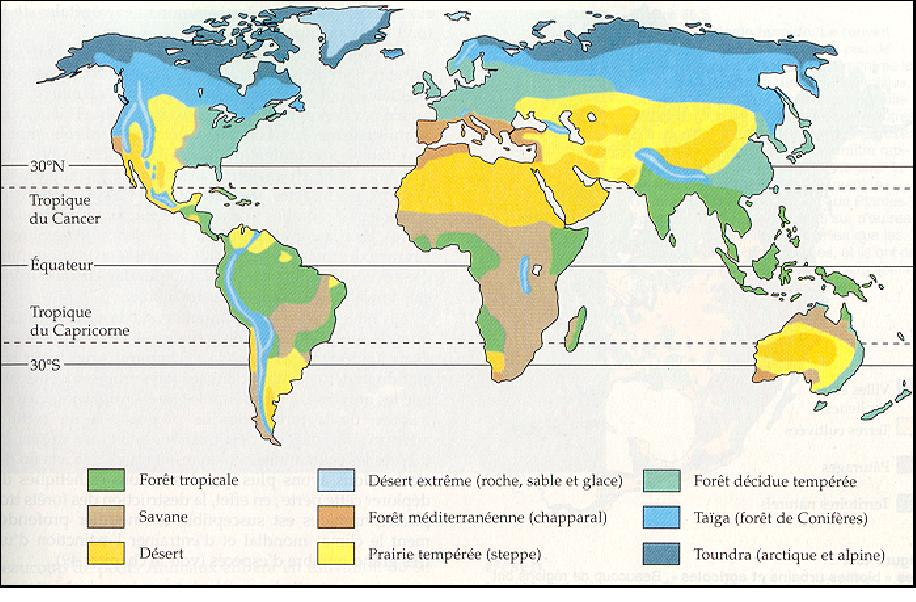 30°N
Tropique
du Cancer
Équateur
Tropique
du Capricorne
30°S
Forêt tropicale
Savane
Désert
Désert extrême (roche, sable et glace)
Forêt méditerranéenne (chapparal)
Prairie tempérée (steppe)
Forêt décidue tempérée
Taïga (forêt de Conifères)
Toundra (arctique et alpine)